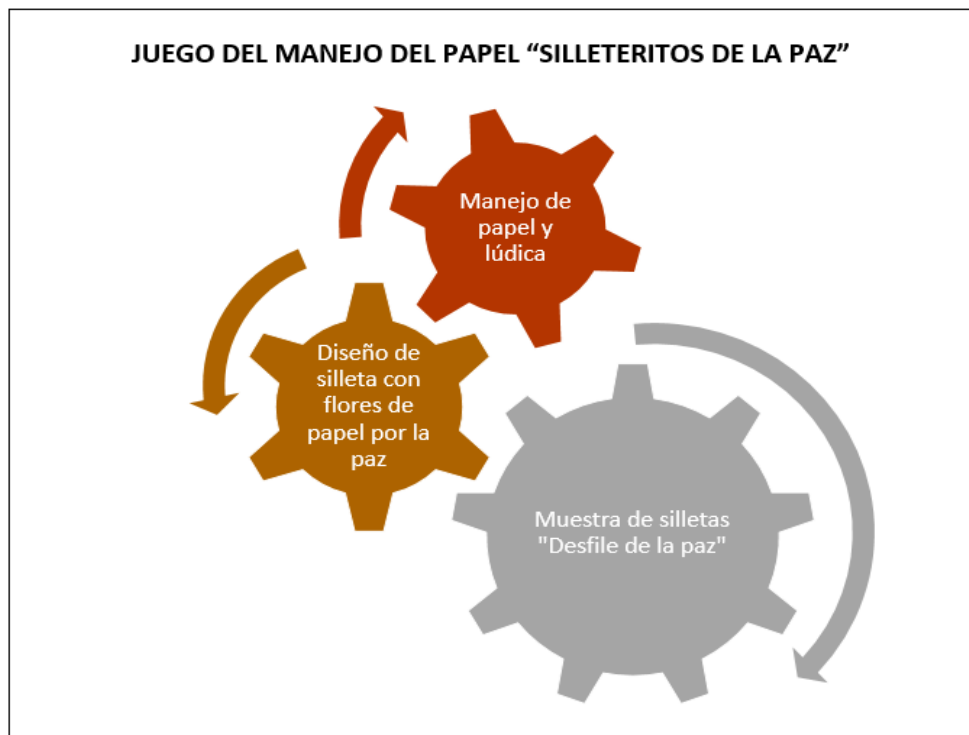 JUEGO DEL MANEJO DEL PAPEL “SILLETERITOS DE LA PAZ”
Manejo de
papel y
lúdica
Diseño de
silleta con
flores de
papel por la
paz
Muestra de silletas
"Desfile de la paz"